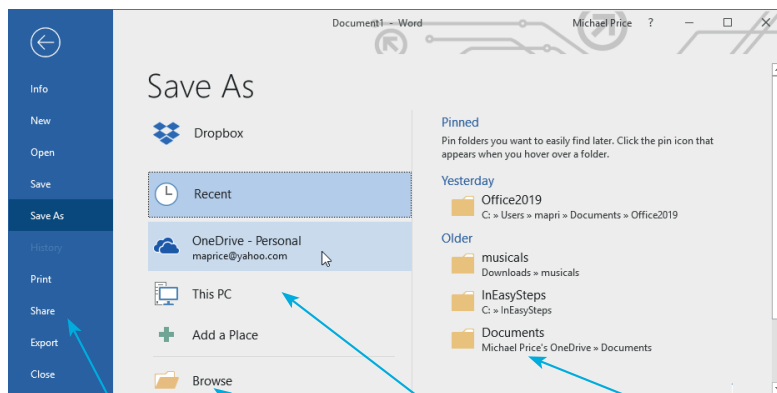 Document1 - Word
Michael Price ?
Info
New
Open
Save
Save As
History
Print
Share
Export
Close
Save As
Dropbox
Recent
OneDrive - Personal
maprice@yahoo.com
This PC
Add a Place
Browse
Pinned
Pin folders you want to easily find later. Click the pin icon that
appears when you hover over a folder.
Yesterday
Office2019
C: » Users » mapri » Documents » Office2019
Older
musicals
Downloads » musicals
InEasySteps
C: » InEasySteps
Documents
Michael Price's OneDrive » Documents